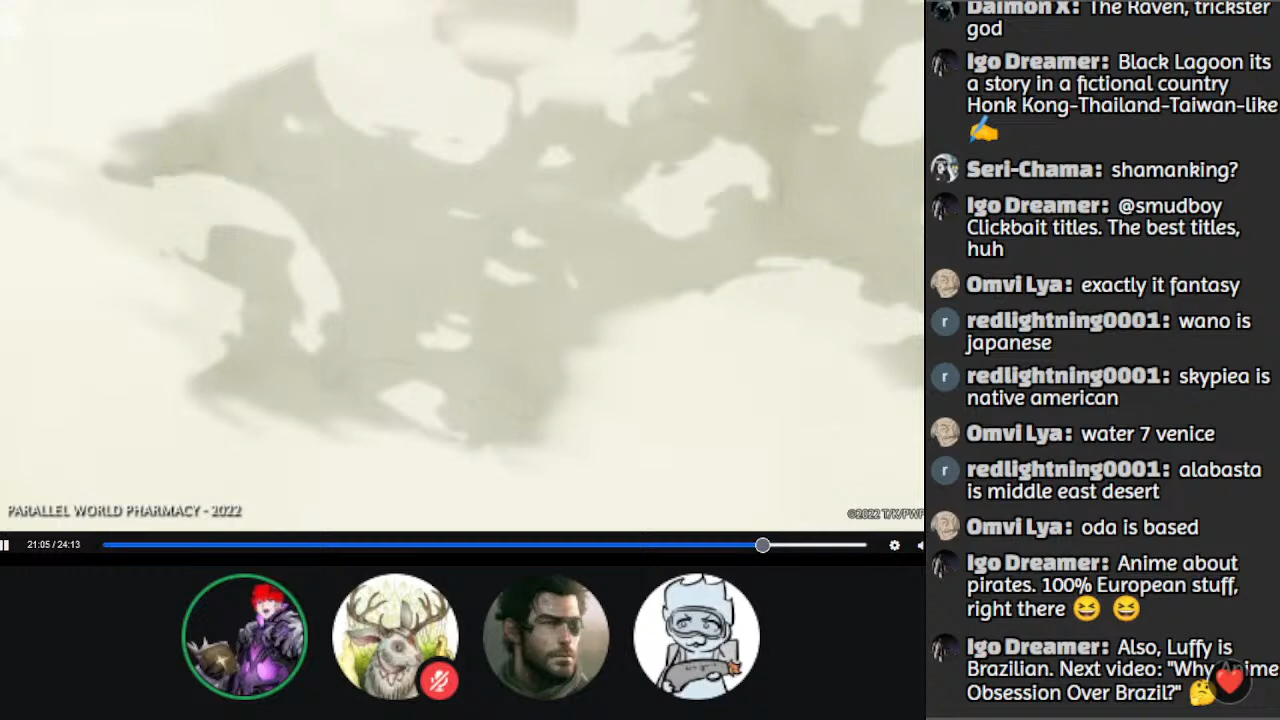 PARALLEL WORLD PHARMACY - 2022
©2022 T/K/PWP
21:05 / 24:13
Daimon X: The Raven, trickster
god
Igo Dreamer: Black Lagoon its
a story in a fictional country
Honk Kong-Thailand-Taiwan-like
✍
Seri-Chama: shamanking?
Igo Dreamer: @smudboy
Clickbait titles. The best titles,
huh
Omvi Lya: exactly it fantasy
r redlightning0001: wano is
japanese
r redlightning0001: skypiea is
native american
Omvi Lya: water 7 venice
r redlightning0001: alabasta
is middle east desert
Omvi Lya: oda is based
Igo Dreamer: Anime about
pirates. 100% European stuff,
right there 😆 😆
Igo Dreamer: Also, Luffy is
Brazilian. Next video: "Why Anime
Obsession Over Brazil?" 🤔